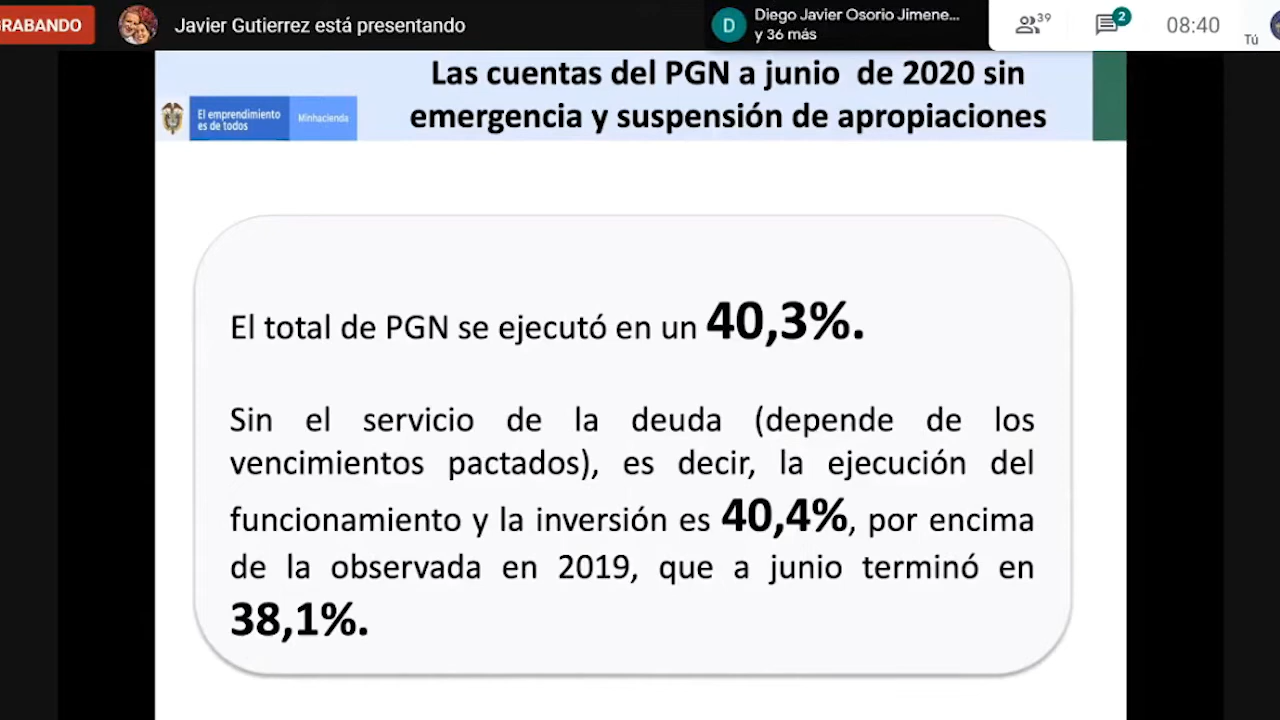 GRABANDO
Javier Gutierrez está presentando
D
Diego Javier Osorio Jimene...
y 36 más
39
2
08:40
Tú
Las cuentas del PGN a junio de 2020 sin
emergencia y suspensión de apropiaciones
El emprendimiento
es de todos
Minhacienda
El total de PGN se ejecutó en un 40,3%.
Sin el servicio de la deuda (depende de los
vencimientos pactados), es decir, la ejecución del
funcionamiento y la inversión es 40,4%, por encima
de la observada en 2019, que a junio terminó en
38,1%.